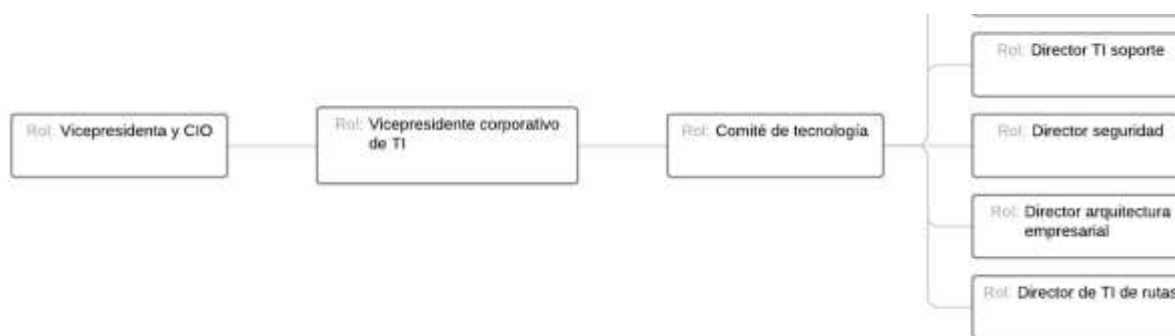 Rol: Vicepresidenta y CIO
Rol: Vicepresidente corporativo
de TI
Rol: Comité de tecnología
Rol: Director TI soporte
Rol: Director seguridad
Rol: Director arquitectura
empresarial
Rol: Director de TI de rutas